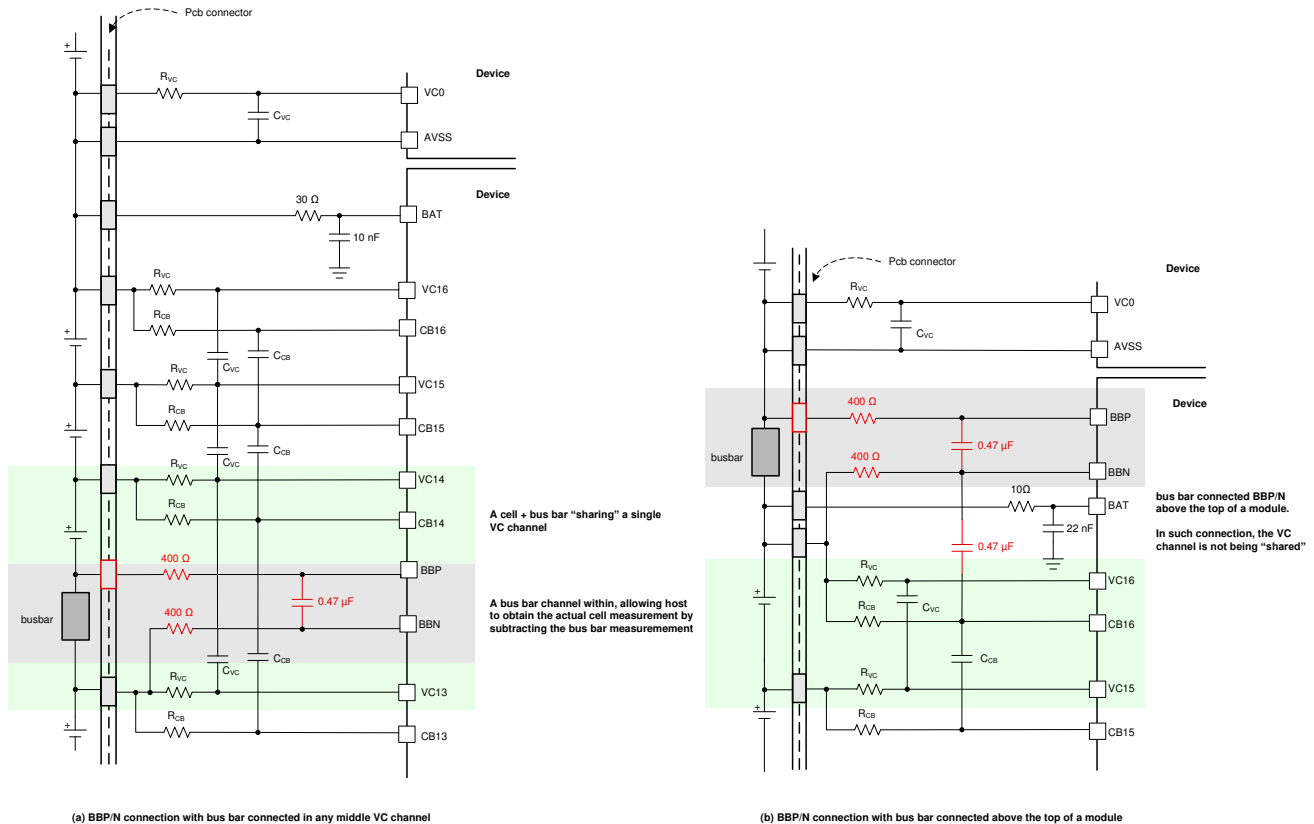 Pcb connector
+
Device
RVC
VC0
CVC
AVSS
Device
30 Ω
BAT
10 nF
+
RVC
VC16
RCB
CB16
+
CVC
CCB
RVC
VC15
RCB
CB15
+
CVC
CCB
RVC
VC14
RCB
CB14
A cell + bus bar “sharing” a single
VC channel
+
400 Ω
BBP
0.47 µF
busbar
400 Ω
BBN
A bus bar channel within, allowing host
to obtain the actual cell measurement by
subtracting the bus bar measuremement
CVC
CCB
RVC
VC13
RCB
CB13
+
(a) BBP/N connection with bus bar connected in any middle VC channel
+
Pcb connector
Device
RVC
VC0
CVC
AVSS
Device
400 Ω
BBP
0.47 µF
busbar
400 Ω
BBN
10Ω
BAT
22 nF
bus bar connected BBP/N
above the top of a module.
In such connection, the VC
channel is not being “shared”
0.47 µF
+
RVC
VC16
CVC
RCB
CB16
CCB
RVC
VC15
+
RCB
CB15
(b) BBP/N connection with bus bar connected above the top of a module